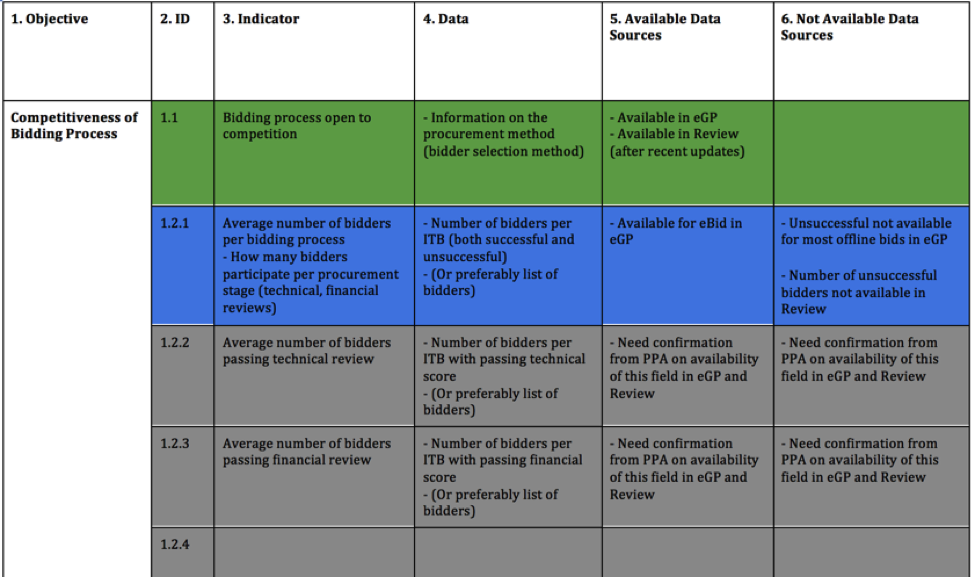 1. Objective
2. ID
3. Indicator
4. Data
5. Available Data
Sources
6. Not Available Data
Sources
Competitiveness of
Bidding Process
1.1
Bidding process open to
competition
- Information on the
procurement method
(bidder selection method)
- Available in eGP
- Available in Review
(after recent updates)
1.2.1
Average number of bidders
per bidding process
- How many bidders
participate per procurement
stage (technical, financial
reviews)
- Number of bidders per
ITB (both successful and
unsuccessful)
- (Or preferably list of
bidders)
- Available for eBid in
eGP
- Unsuccessful not available
for most offline bids in eGP
- Number of unsuccessful
bidders not available in
Review
1.2.2
Average number of bidders
passing technical review
- Number of bidders per
ITB with passing technical
score
- (Or preferably list of
bidders)
- Need confirmation
from PPA on availability
of this field in eGP and
Review
- Need confirmation from
PPA on availability of this
field in eGP and Review
1.2.3
Average number of bidders
passing financial review
- Number of bidders per
ITB with passing financial
score
- (Or preferably list of
bidders)
- Need confirmation
from PPA on availability
of this field in eGP and
Review
- Need confirmation from
PPA on availability of this
field in eGP and Review
1.2.4